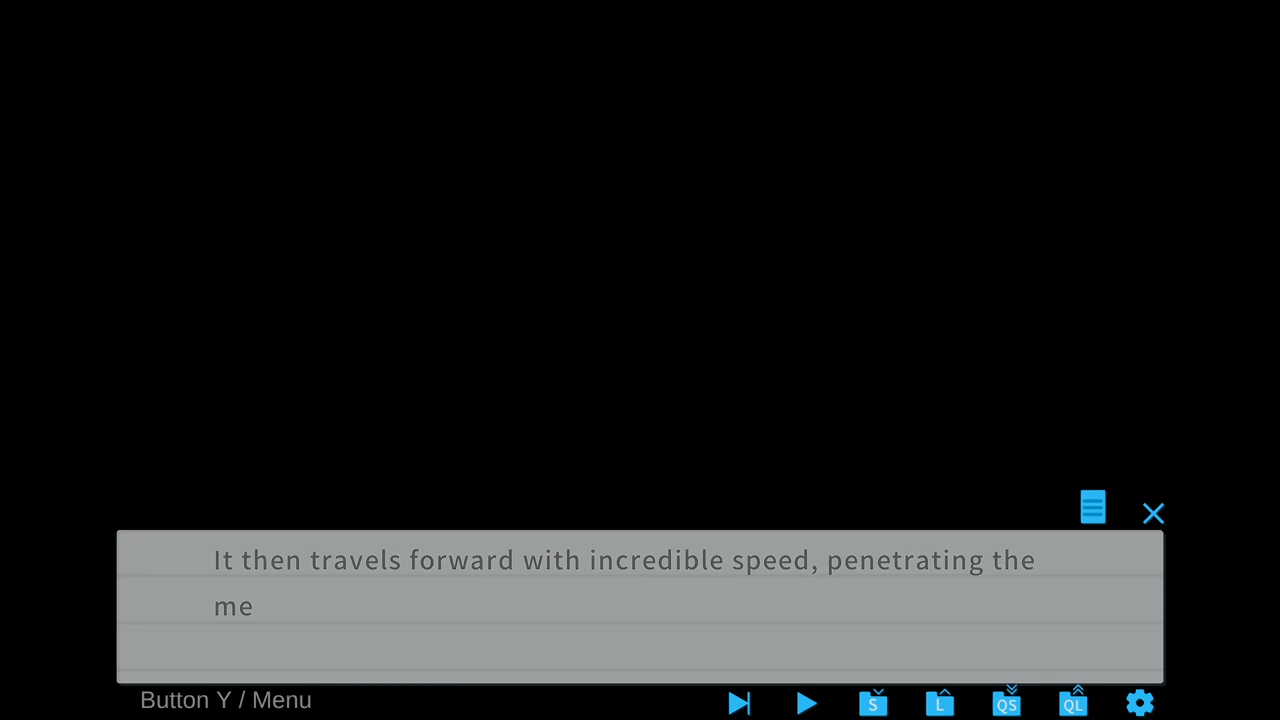 It then travels forward with incredible speed, penetrating the
me
Button Y / Menu
S L QS QL